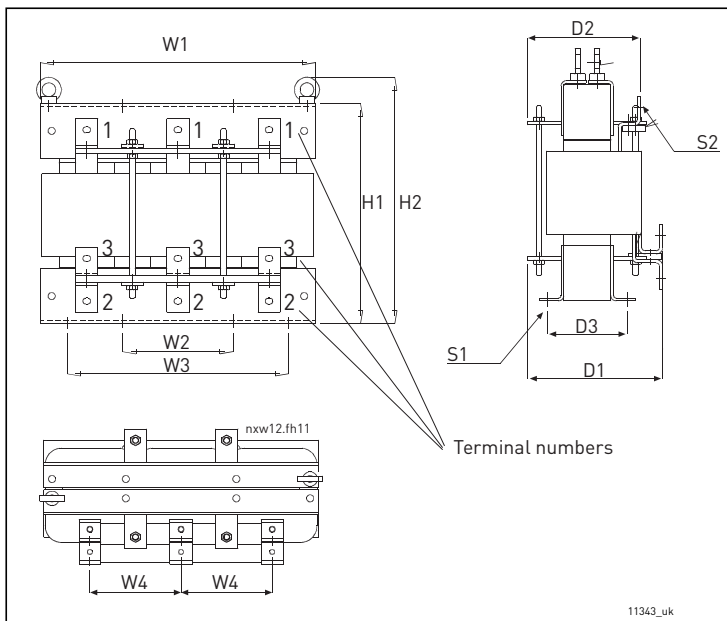 W1
D2
1 1 1
S2
H1 H2
3 3 3
2 2 2
D3
S1
W2
D1
W3
nxw12.fh11
Terminal numbers
W4 W4
11343_uk